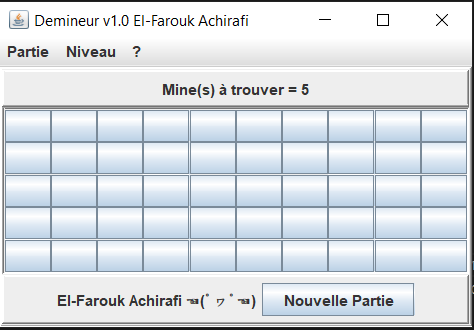 Demineur v1.0 El-Farouk Achirafi
Partie Niveau ?
Mine(s) à trouver = 5
El-Farouk Achirafi ☜(ﾟヮﾟ☜) Nouvelle Partie